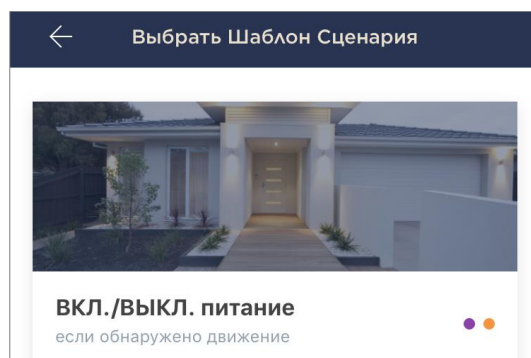 Выбрать Шаблон Сценария
ВКЛ./ВЫКЛ. питание
если обнаружено движение